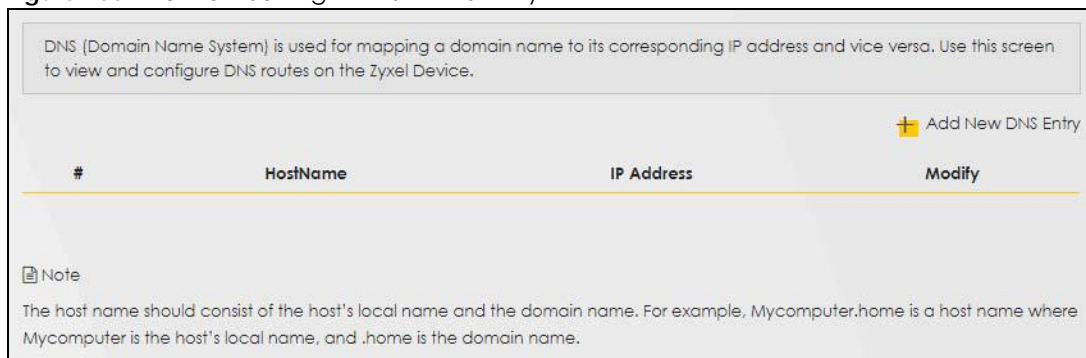 DNS (Domain Name System) is used for mapping a domain name to its corresponding IP address and vice versa. Use this screen
to view and configure DNS routes on the Zyxel Device.
+ Add New DNS Entry
# HostName IP Address Modify
Note
The host name should consist of the host's local name and the domain name. For example, Mycomputer.home is a host name where
Mycomputer is the host's local name, and .home is the domain name.